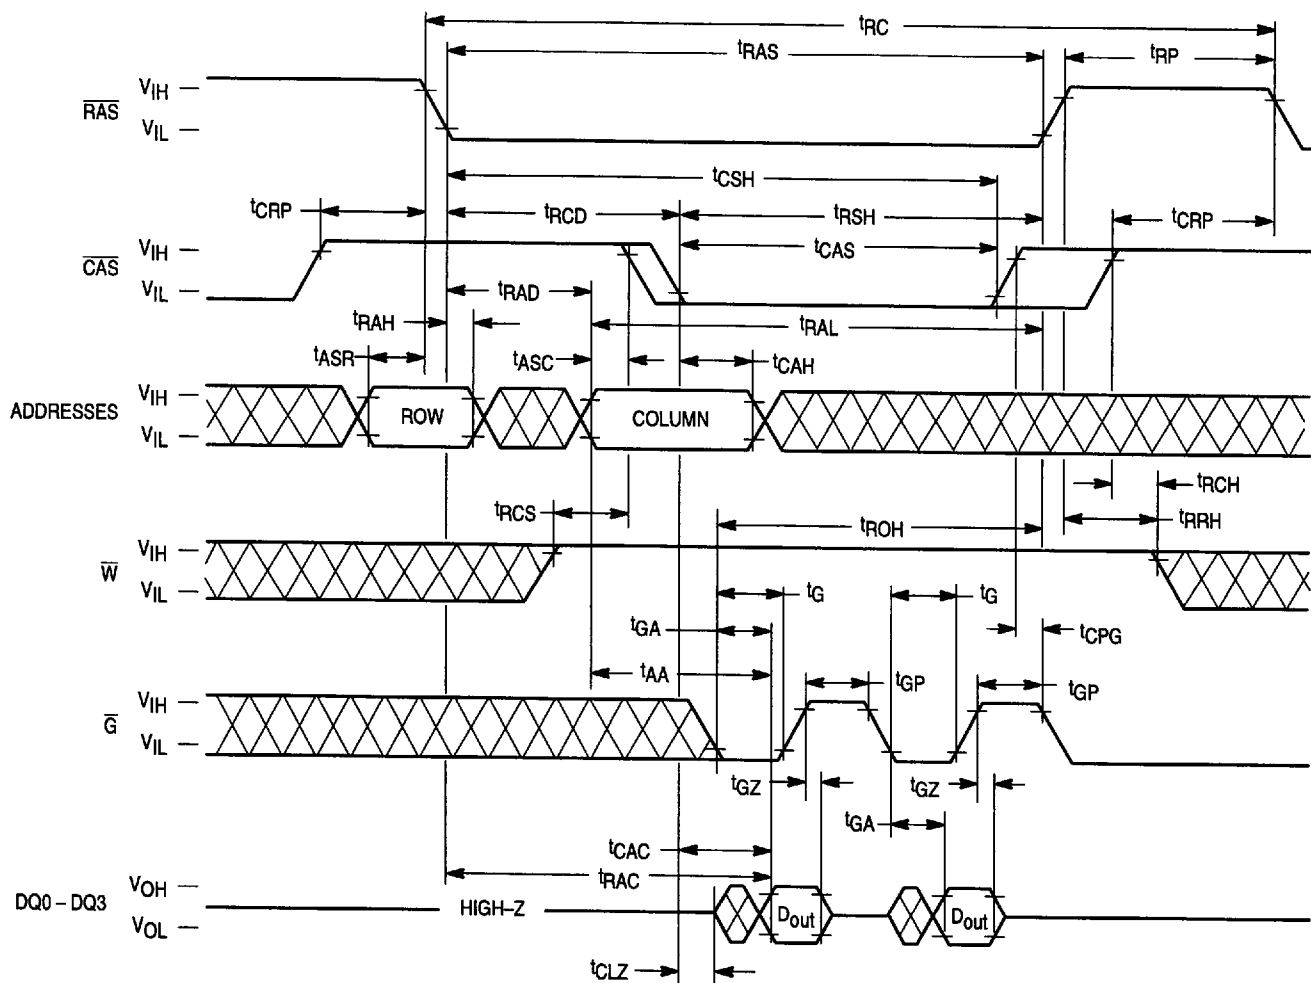 tRC
tRAS
tRP
RAS
VIH
VIL
tCSH
tCRP
tRCD
tRSH
tCRP
CAS
VIH
VIL
tCAS
tRAD
tRAH
tRAL
tASR
tASC
tCAH
ADDRESSES
VIH
VIL
ROW
COLUMN
tRCH
tRCS
tROH
tRRH
W
VIH
VIL
tG
tG
tGA
tCPG
tAA
tGP
tGP
G
VIH
VIL
tGZ
tGZ
tGA
tCAC
tRAC
DQ0 – DQ3
VOH
VOL
HIGH–Z
Dout
Dout
tCLZ